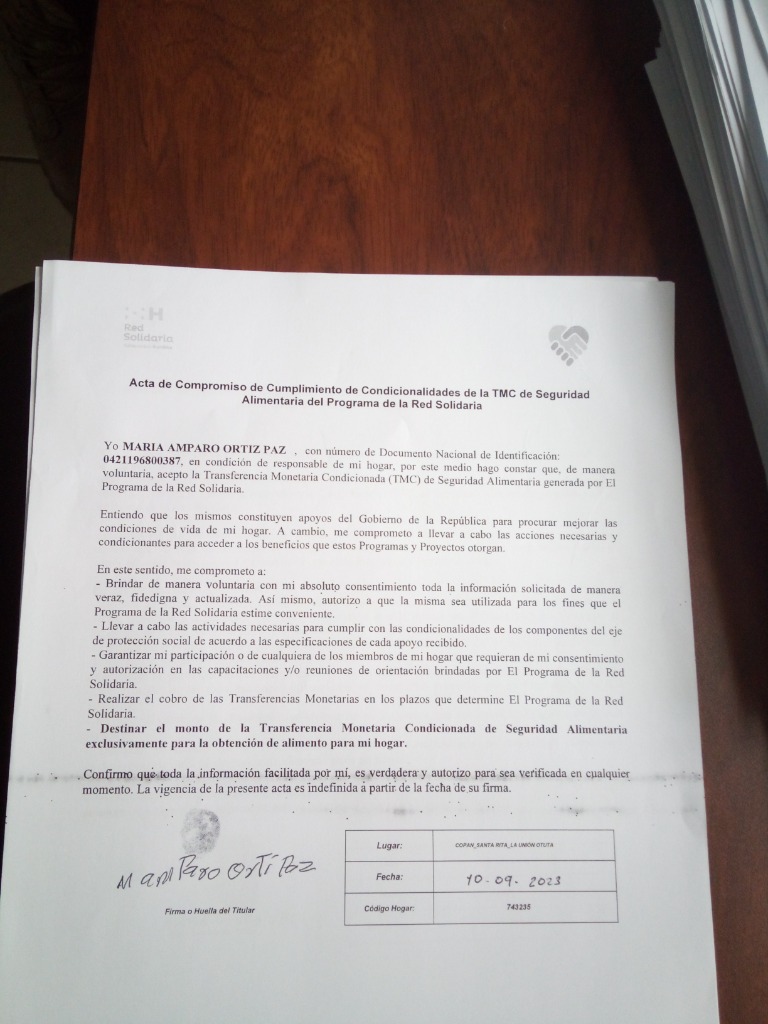 Red
Solidaria
Acta de Compromiso de Cumplimiento de Condicionalidades de la TMC de Seguridad
Alimentaria del Programa de la Red Solidaria
Yo MARIA AMPARO ORTIZ PAZ , con número de Documento Nacional de Identificación:
0421196800387, en condición de responsable de mi hogar, por este medio hago constar que, de manera
voluntaria, acepto la Transferencia Monetaria Condicionada (TMC) de Seguridad Alimentaria generada por El
Programa de la Red Solidaria.
Entiendo que los mismos constituyen apoyos del Gobierno de la República para procurar mejorar las
condiciones de vida de mi hogar. A cambio, me comprometo a llevar a cabo las acciones necesarias y
condicionantes para acceder a los beneficios que estos Programas y Proyectos otorgan.
En este sentido, me comprometo a:
- Brindar de manera voluntaria con mi absoluto consentimiento toda la información solicitada de manera
veraz, fidedigna y actualizada. Así mismo, autorizo a que la misma sea utilizada para los fines que el
Programa de la Red Solidaria estime conveniente.
- Llevar a cabo las actividades necesarias para cumplir con las condicionalidades de los componentes del eje
de protección social de acuerdo a las especificaciones de cada apoyo recibido.
- Garantizar mi participación o de cualquiera de los miembros de mi hogar que requieran de mi consentimiento
y autorización en las capacitaciones y/o reuniones de orientación brindadas por El Programa de la Red
Solidaria.
- Realizar el cobro de las Transferencias Monetarias en los plazos que determine El Programa de la Red
Solidaria.
- Destinar el monto de la Transferencia Monetaria Condicionada de Seguridad Alimentaria
exclusivamente para la obtención de alimento para mi hogar.
Confirmo que toda la información facilitada por mí, es verdadera y autorizo para sea verificada en cualquier
momento. La vigencia de la presente acta es indefinida a partir de la fecha de su firma.
M amParo OrTi Paz
Firma o Huella del Titular
Lugar: COPAN_SANTA RITA_LA UNIÓN OTUTA
Fecha: 10-09-2023
Código Hogar: 743235